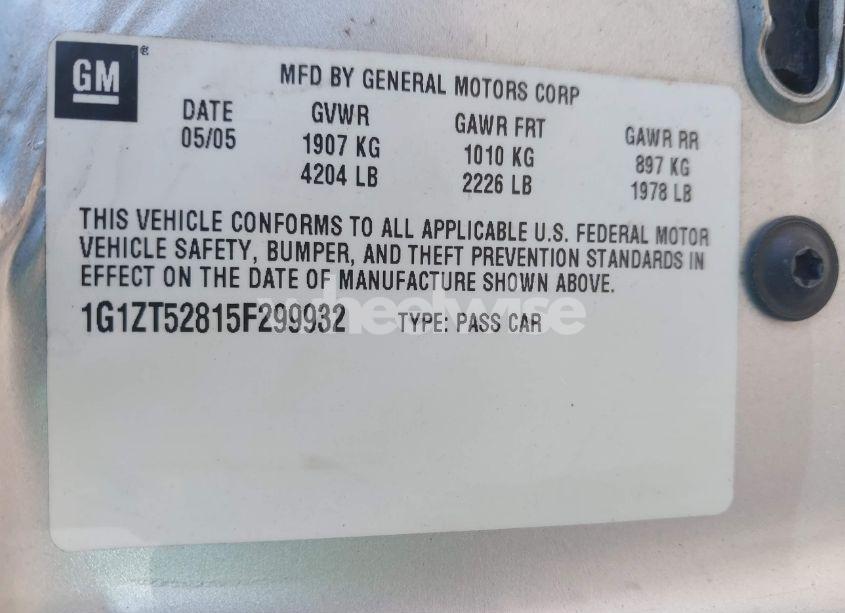 GM®
MFD BY GENERAL MOTORS CORP
DATE GVWR GAWR FRT GAWR RR
05/05 1907 KG 1010 KG 897 KG
4204 LB 2226 LB 1978 LB
THIS VEHICLE CONFORMS TO ALL APPLICABLE U.S. FEDERAL MOTOR
VEHICLE SAFETY, BUMPER, AND THEFT PREVENTION STANDARDS IN
EFFECT ON THE DATE OF MANUFACTURE SHOWN ABOVE.
1G1ZT52815F299932 TYPE: PASS CAR
wheelwise